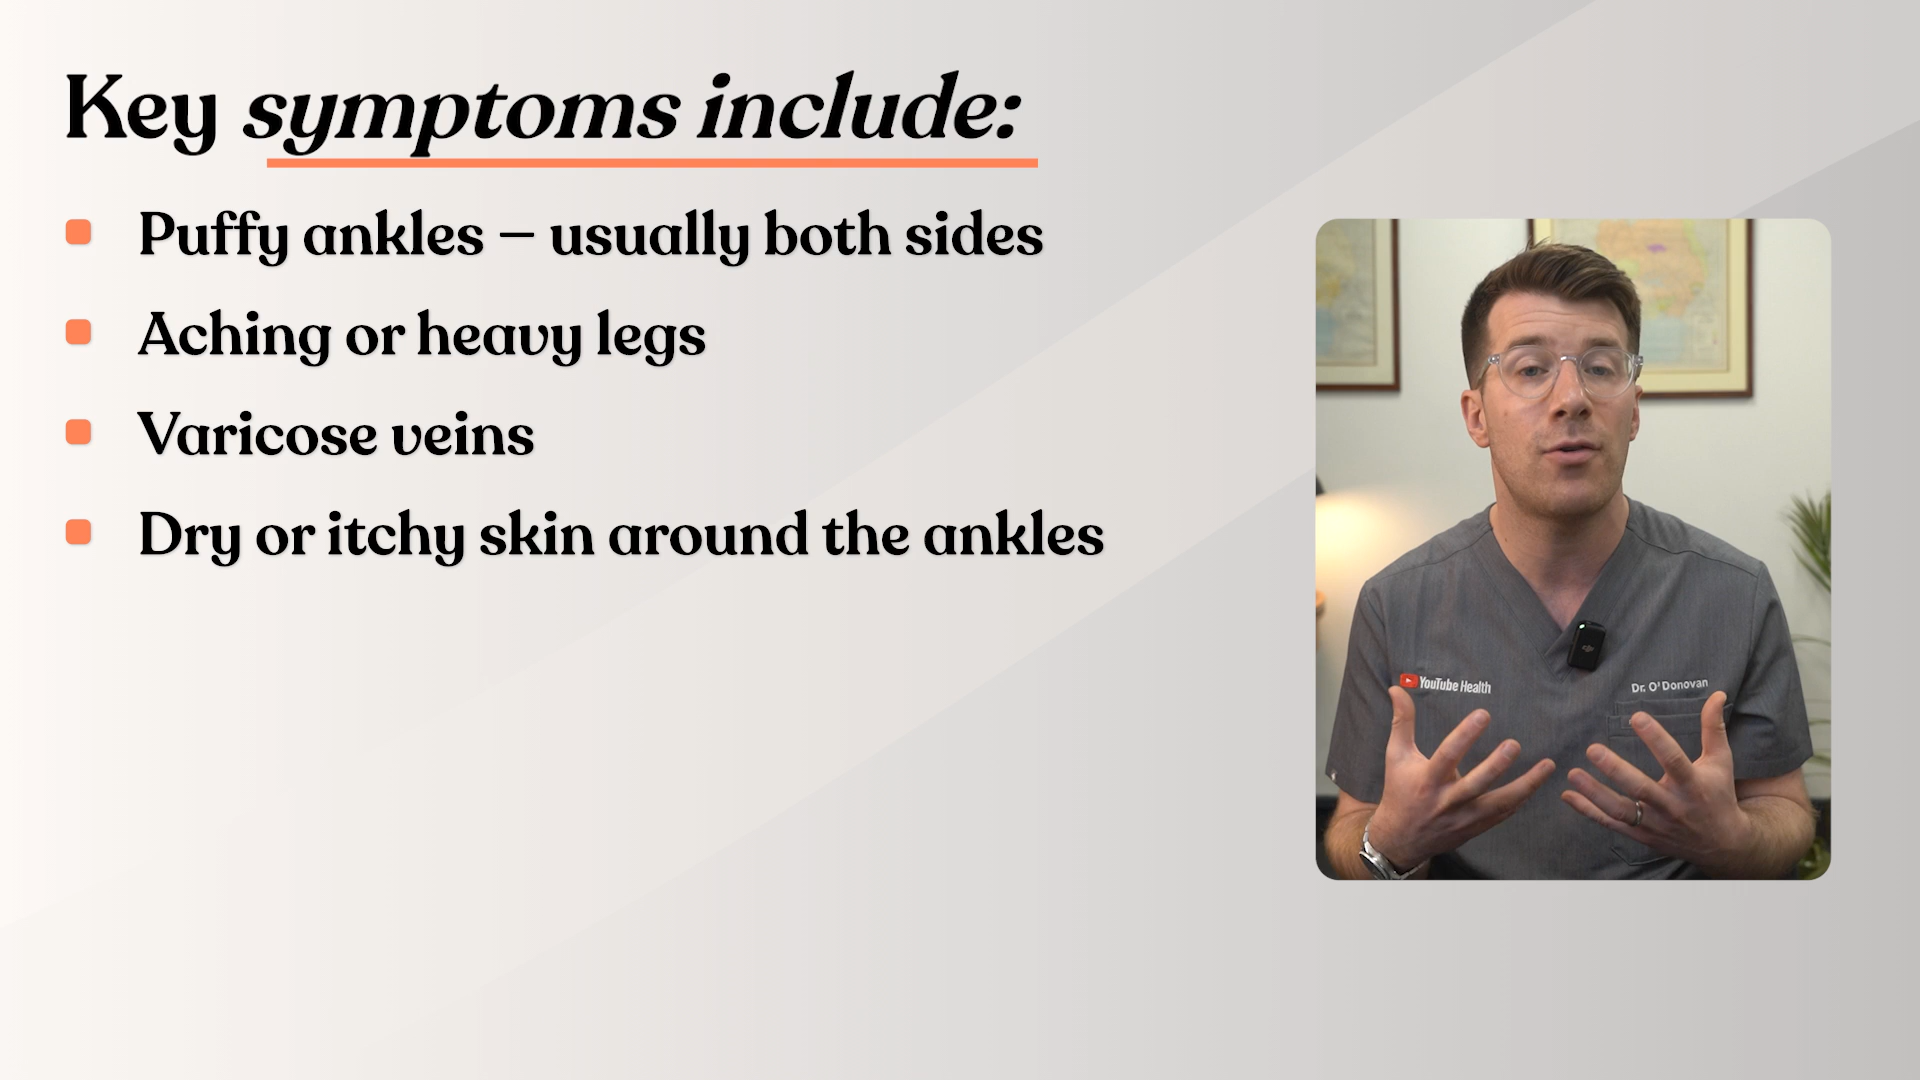 Key symptoms include:
Puffy ankles – usually both sides
Aching or heavy legs
Varicose veins
Dry or itchy skin around the ankles
YouTube Health
Dr. O'Donovan